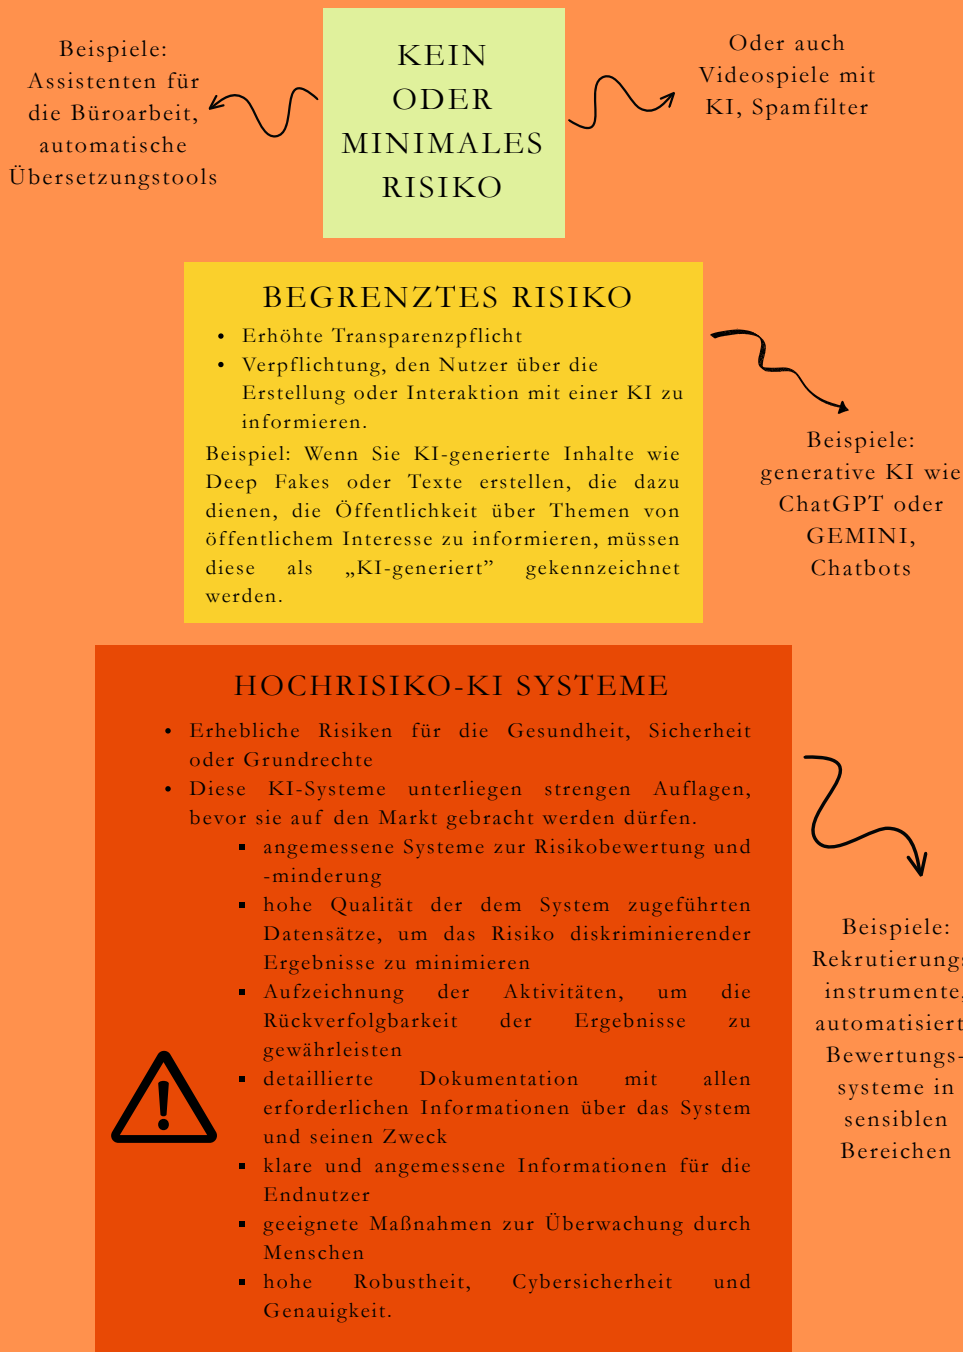 Beispiele:
Assistenten für
die Büroarbeit,
automatische
Übersetzungstools
KEIN
ODER
MINIMALES
RISIKO
Oder auch
Videospiele mit
KI, Spamfilter
BEGRENZTES RISIKO
• Erhöhte Transparenzpflicht
• Verpflichtung, den Nutzer über die
Erstellung oder Interaktion mit einer KI zu
informieren.
Beispiel: Wenn Sie KI-generierte Inhalte wie
Deep Fakes oder Texte erstellen, die dazu
dienen, die Öffentlichkeit über Themen von
öffentlichem Interesse zu informieren, müssen
diese als „KI-generiert” gekennzeichnet
werden.
Beispiele:
generative KI wie
ChatGPT oder
GEMINI,
Chatbots
HOCHRISIKO-KI SYSTEME
• Erhebliche Risiken für die Gesundheit, Sicherheit
oder Grundrechte
• Diese KI-Systeme unterliegen strengen Auflagen,
bevor sie auf den Markt gebracht werden dürfen.
▪ angemessene Systeme zur Risikobewertung und
-minderung
▪ hohe Qualität der dem System zugeführten
Datensätze, um das Risiko diskriminierender
Ergebnisse zu minimieren
▪ Aufzeichnung der Aktivitäten, um die
Rückverfolgbarkeit der Ergebnisse zu
gewährleisten
▪ detaillierte Dokumentation mit allen
erforderlichen Informationen über das System
und seinen Zweck
▪ klare und angemessene Informationen für die
Endnutzer
▪ geeignete Maßnahmen zur Überwachung durch
Menschen
▪ hohe Robustheit, Cybersicherheit und
Genauigkeit.
Beispiele:
Rekrutierungs
instrumente,
automatisiert
Bewertungs-
systeme in
sensiblen
Bereichen